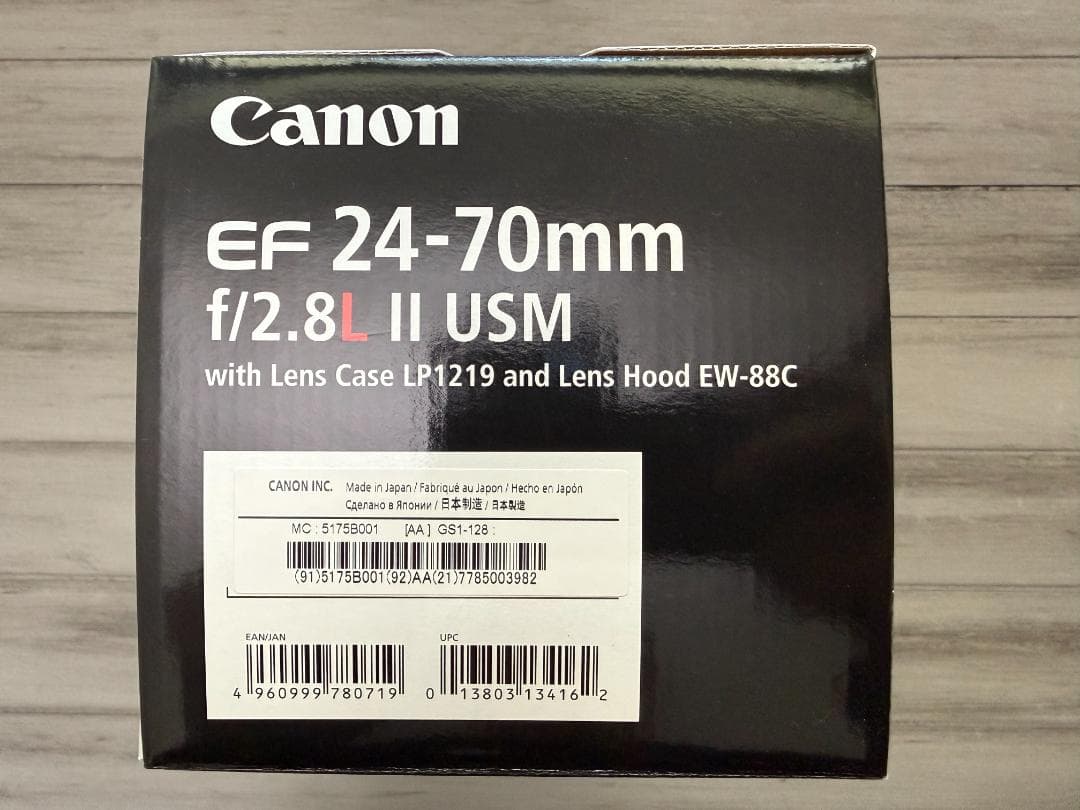 Canon
EF 24-70mm
f/2.8L II USM
with Lens Case LP1219 and Lens Hood EW-88C
CANON INC. Made in Japan / Fabriqué au Japon / Hecho en Japón
Сделано в Японии / 日本制造 / 日本製造
MC : 5175B001 [AA] GS1-128 :
(91)5175B001(92)AA(21)7785003982
EAN/JAN UPC
4 960999 780719 0 13803 13416 2